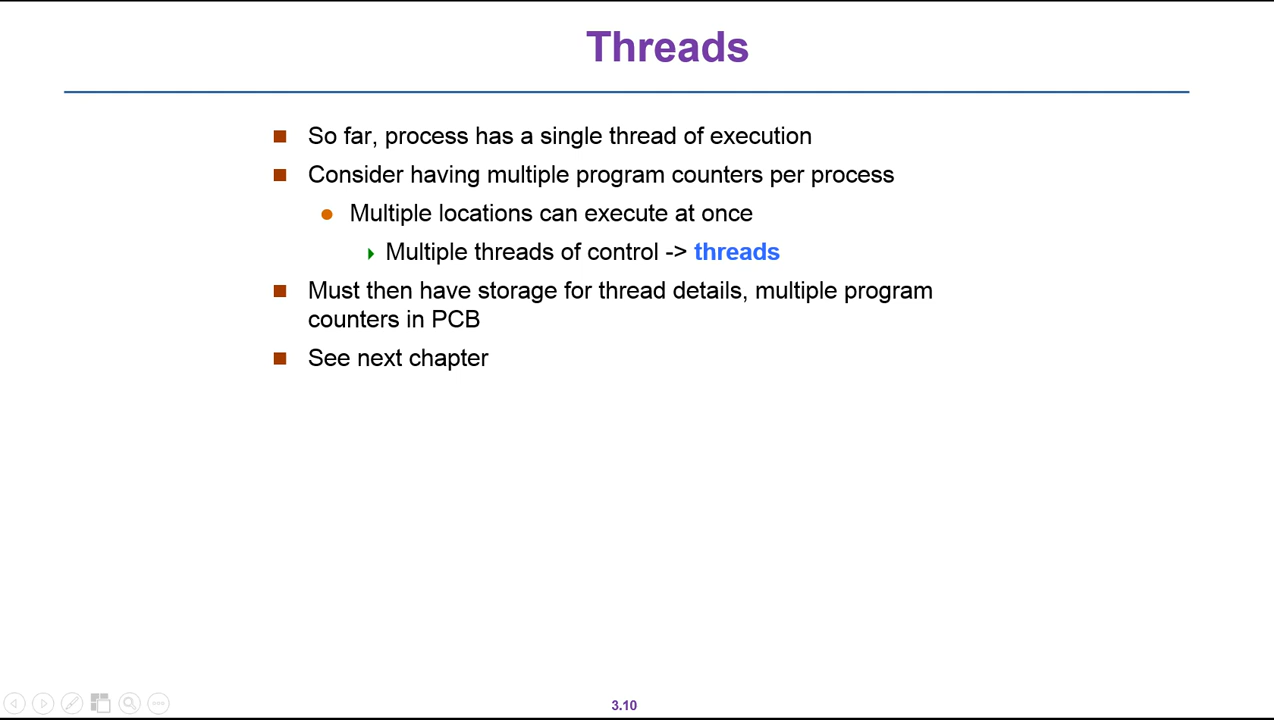 Threads
So far, process has a single thread of execution
Consider having multiple program counters per process
Multiple locations can execute at once
Multiple threads of control -> threads
Must then have storage for thread details, multiple program
counters in PCB
See next chapter
3.10